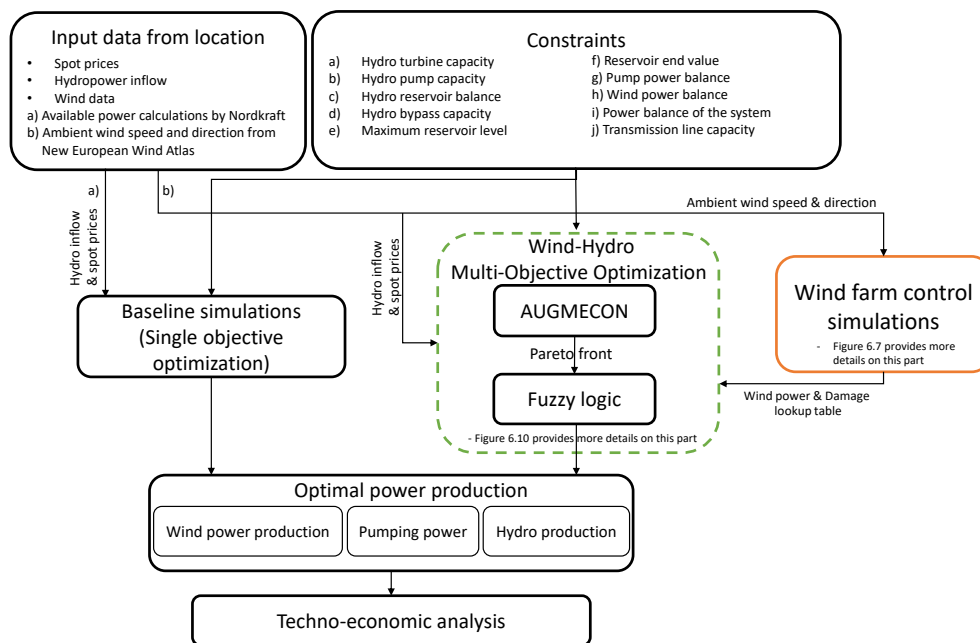 Input data from location
• Spot prices
• Hydropower inflow
• Wind data
a) Available power calculations by Nordkraft
b) Ambient wind speed and direction from
New European Wind Atlas
Constraints
a) Hydro turbine capacity
b) Hydro pump capacity
c) Hydro reservoir balance
d) Hydro bypass capacity
e) Maximum reservoir level
f) Reservoir end value
g) Pump power balance
h) Wind power balance
i) Power balance of the system
j) Transmission line capacity
a)
b)
Hydro inflow
& spot prices
Ambient wind speed & direction
Hydro inflow
& spot prices
Wind-Hydro
Multi-Objective Optimization
AUGMECON
Pareto front
Fuzzy logic
- Figure 6.10 provides more details on this part
Baseline simulations
(Single objective
optimization)
Wind farm control
simulations
- Figure 6.7 provides more
details on this part
Wind power & Damage
lookup table
Optimal power production
Wind power production
Pumping power
Hydro production
Techno-economic analysis